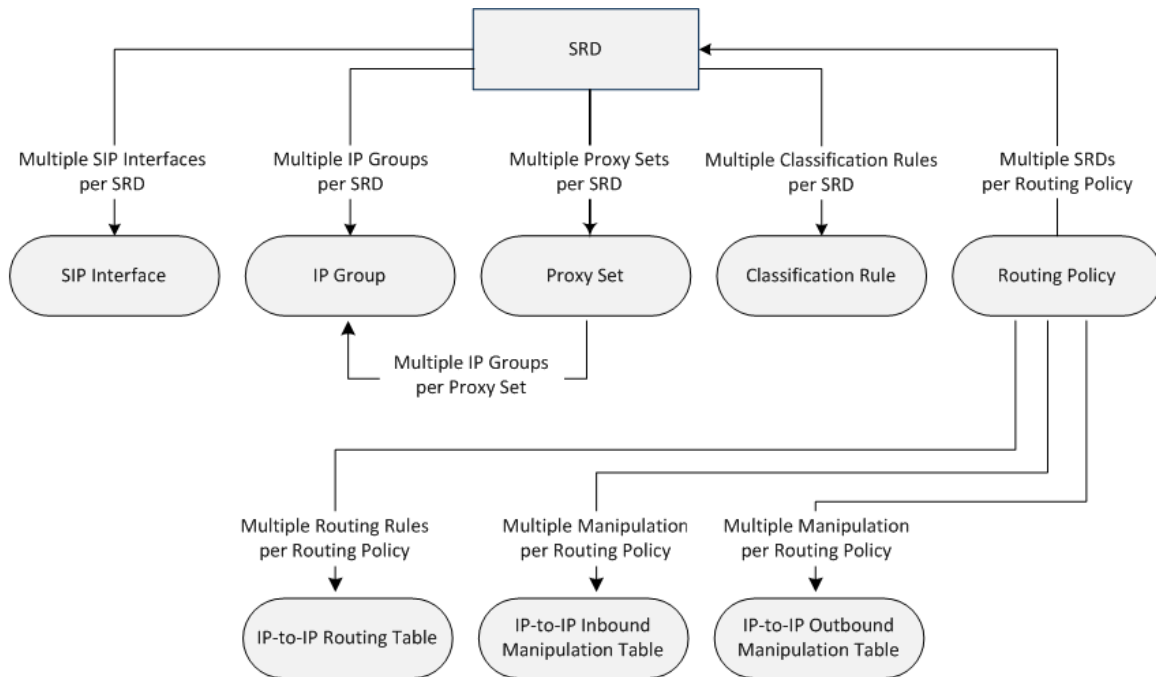 SRD
Multiple SIP Interfaces
per SRD
Multiple IP Groups
per SRD
Multiple Proxy Sets
per SRD
Multiple Classification Rules
per SRD
Multiple SRDs
per Routing Policy
SIP Interface
IP Group
Proxy Set
Classification Rule
Routing Policy
Multiple IP Groups
per Proxy Set
Multiple Routing Rules
per Routing Policy
Multiple Manipulation
per Routing Policy
Multiple Manipulation
per Routing Policy
IP-to-IP Routing Table
IP-to-IP Inbound
Manipulation Table
IP-to-IP Outbound
Manipulation Table